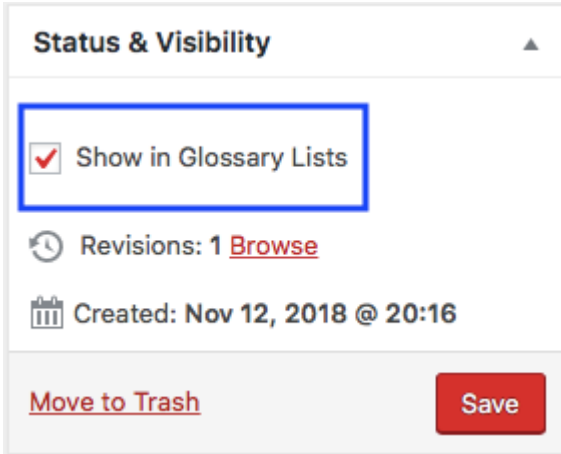 Status & Visibility
Show in Glossary Lists
Revisions: 1 Browse
Created: Nov 12, 2018 @ 20:16
Move to Trash
Save